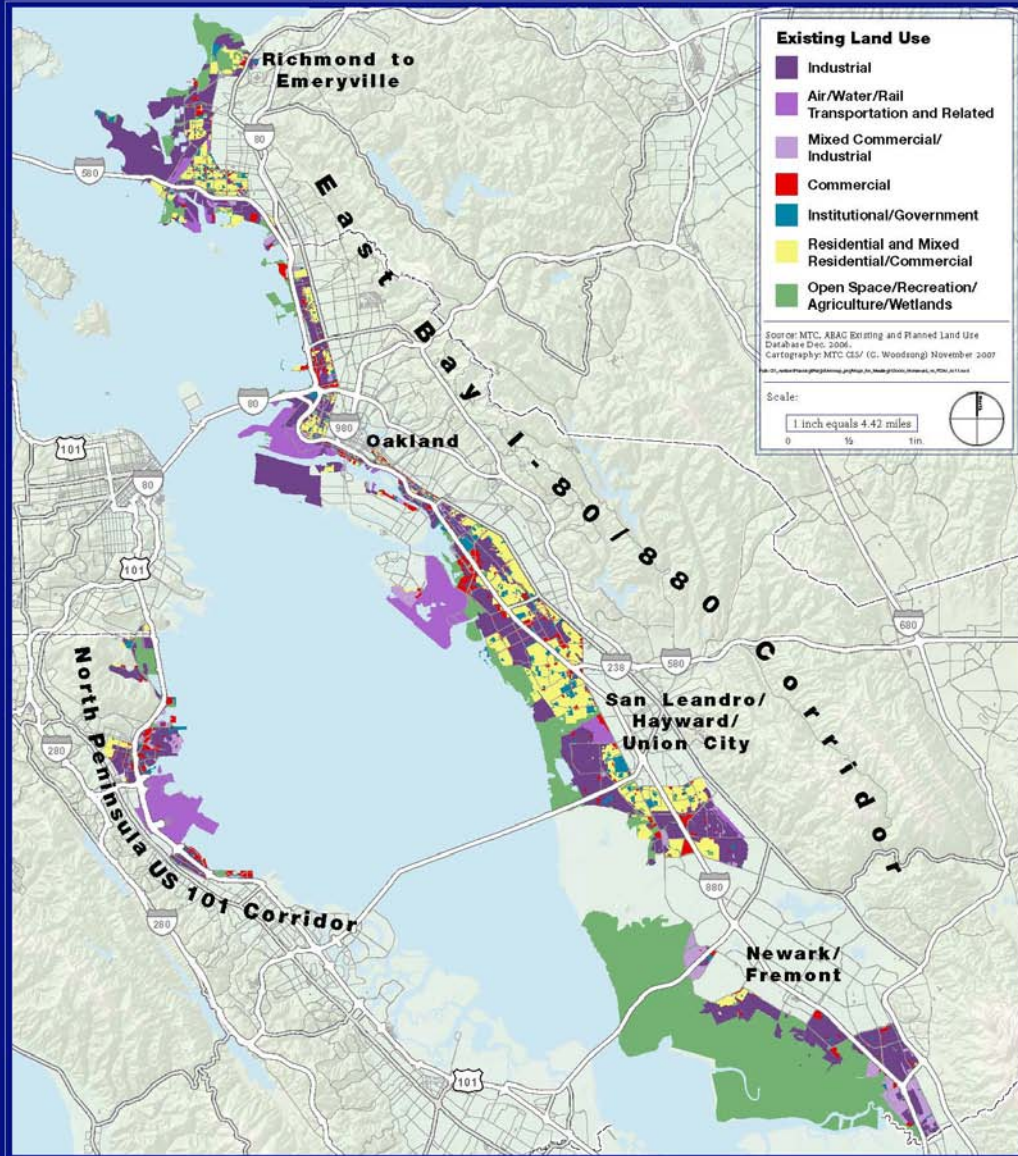 Existing Land Use
Industrial
Air/Water/Rail
Transportation and Related
Mixed Commercial/
Industrial
Commercial
Institutional/Government
Residential and Mixed
Residential/Commercial
Open Space/Recreation/
Agriculture/Wetlands
Source: MTC, ABAG Existing and Planned Land Use
Database Dec. 2006.
Cartography: MTC GIS/ (G. Woodsong) November 2007
Scale:
1 inch equals 4.42 miles
0 ½ 1in.
Richmond to
Emeryville
80
580
East Bay I-80/880 Corridor
80
980
Oakland
101
80
101
680
238
580
San Leandro/
Hayward/
Union City
North Peninsula US 101 Corridor
280
880
280
Newark/
Fremont
101